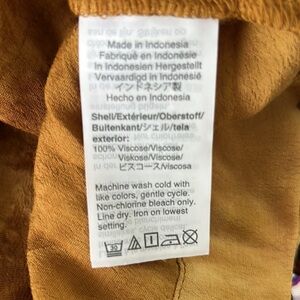 Made in Indonesia
Fabriqué en Indonésie
In Indonesien Hergestellt
Vervaardigd in Indonesië
インドネシア製
Hecho en Indonesia
Shell/Extérieur/Oberstoff/
Buitenkant/シェル/tela
exterior:
100% Viscose/Viscose/
Viskose/Viscose/
ビスコース/viscosa
Machine wash cold with
like colors, gentle cycle.
Non-chlorine bleach only.
Line dry. Iron on lowest
setting.